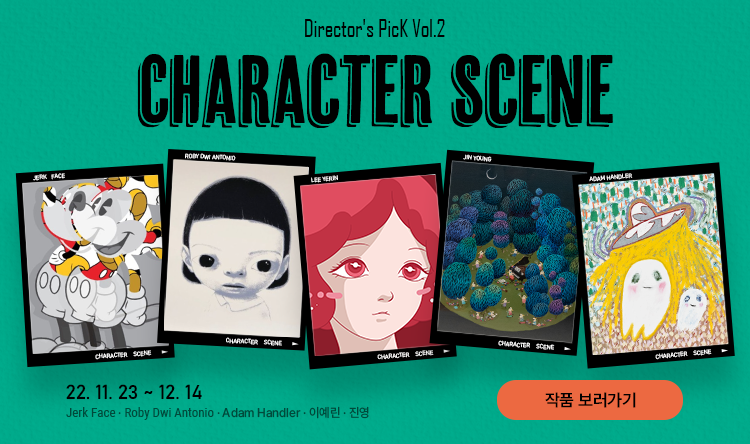 Director's PicK Vol.2
CHARACTER SCENE
JERK FACE
ROBY DWI ANTONIO
LEE YERIN
JIN YOUNG
ADAM HANDLER
CHARACTER SCENE
CHARACTER SCENE
CHARACTER SCENE
CHARACTER SCENE
CHARACTER SCENE
22. 11. 23 ~ 12. 14
Jerk Face · Roby Dwi Antonio · Adam Handler · 이예린 · 진영
작품 보러가기